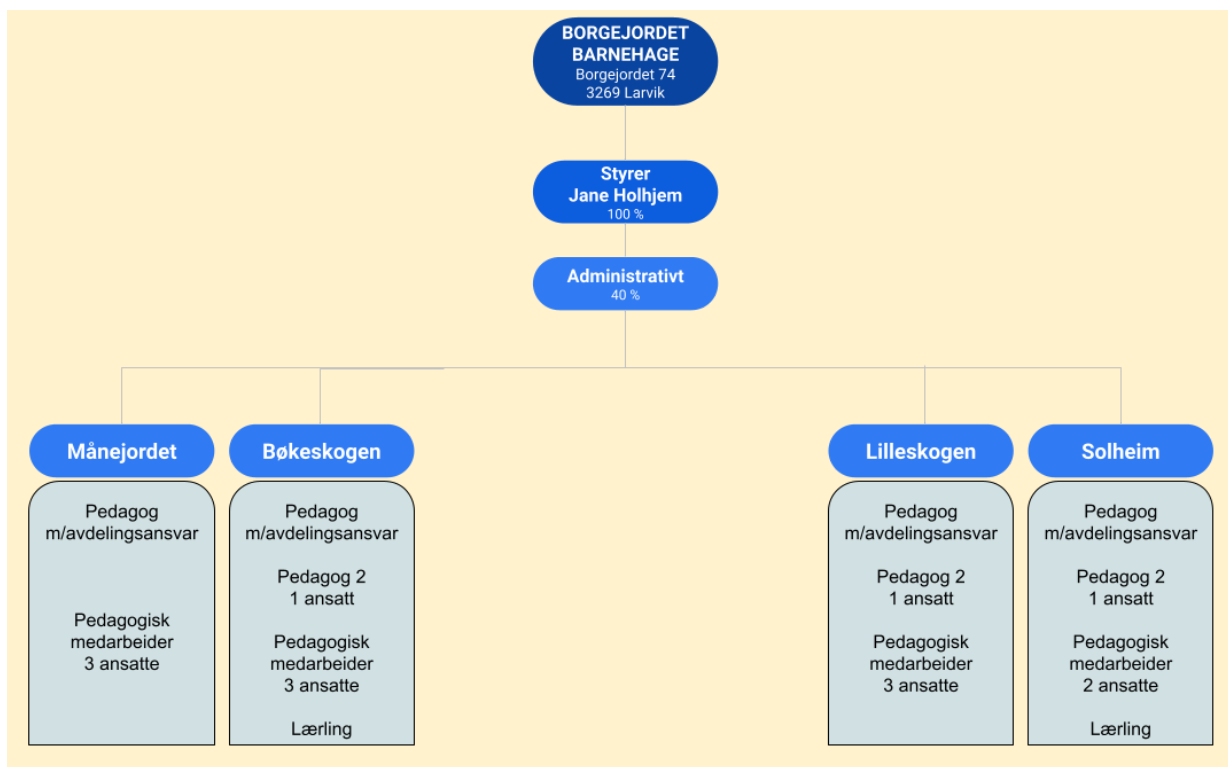 BORGEJORDET
BARNEHAGE
Borgejordet 74
3269 Larvik
Styrer
Jane Holhjem
100 %
Administrativt
40 %
Månejordet
Pedagog
m/avdelingsansvar
Pedagogisk
medarbeider
3 ansatte
Bøkeskogen
Pedagog
m/avdelingsansvar
Pedagog 2
1 ansatt
Pedagogisk
medarbeider
3 ansatte
Lærling
Lilleskogen
Pedagog
m/avdelingsansvar
Pedagog 2
1 ansatt
Pedagogisk
medarbeider
3 ansatte
Solheim
Pedagog
m/avdelingsansvar
Pedagog 2
1 ansatt
Pedagogisk
medarbeider
2 ansatte
Lærling